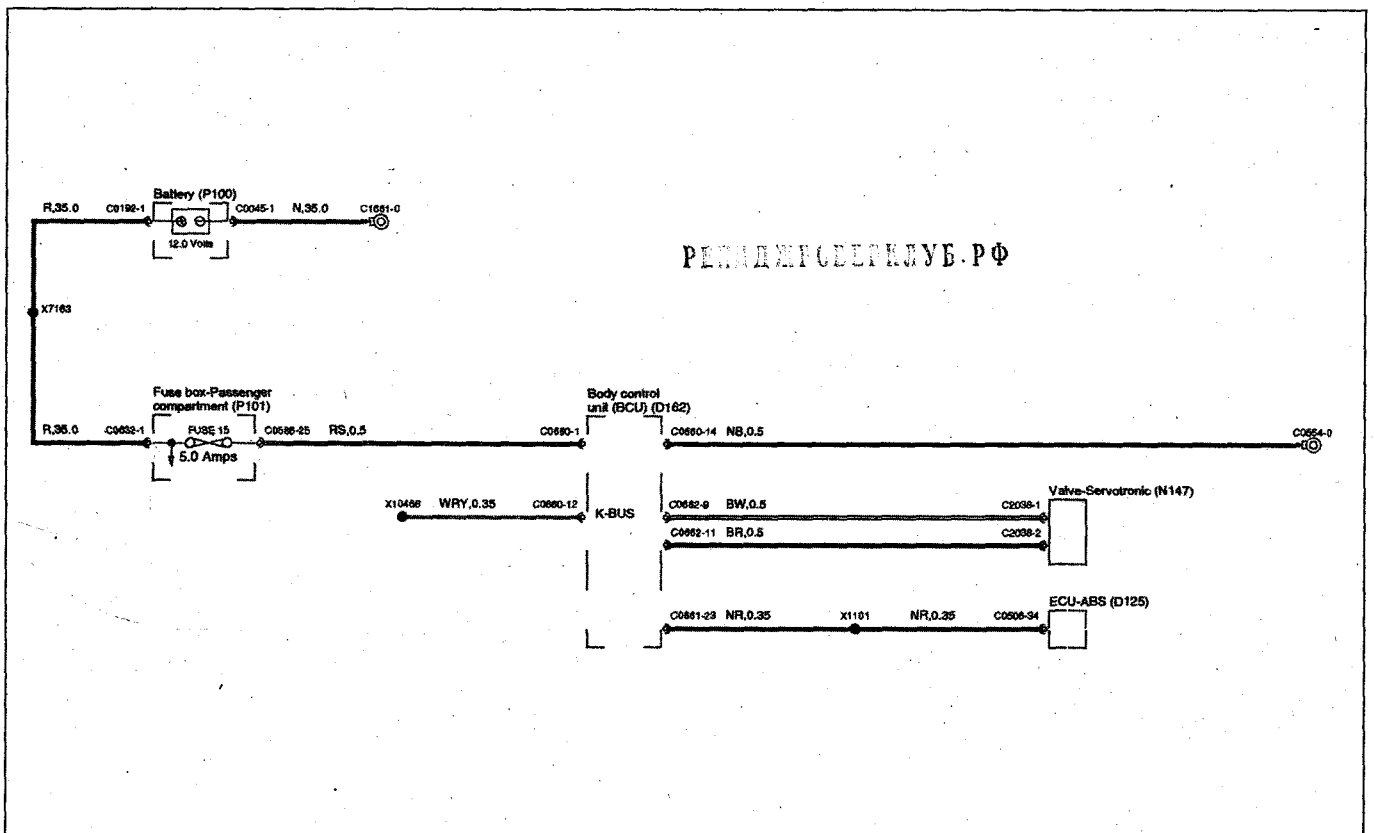 Battery (P100)
R,35.0 C0192-1 C0045-1 N,35.0 C1681-0
12.0 Volts
X7163
Fuse box-Passenger
compartment (P101)
Body control
unit (BCU) (D162)
R,35.0 C0632-1 FUSE 15 C0586-25 RS,0.5 C0660-1 C0660-14 NB,0.5 C0554-0
5.0 Amps
Valve-Servotronic (N147)
X10466 WRY,0.35 C0660-12 K-BUS C0662-9 BW,0.5 C2038-1
C0662-11 BR,0.5 C2038-2
ECU-ABS (D125)
C0661-23 NR,0.35 X1101 NR,0.35 C0506-34